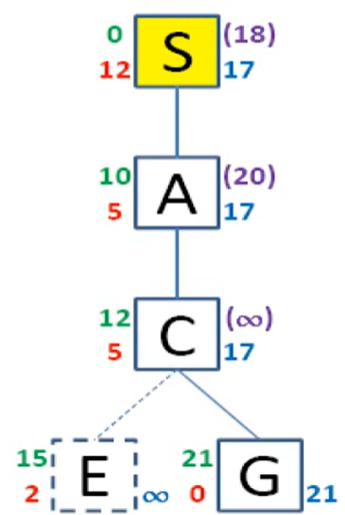 0 S (18)
12 17
10 A (20)
5 17
12 C (∞)
5 17
15 E 21 G
2 ∞ 0 21